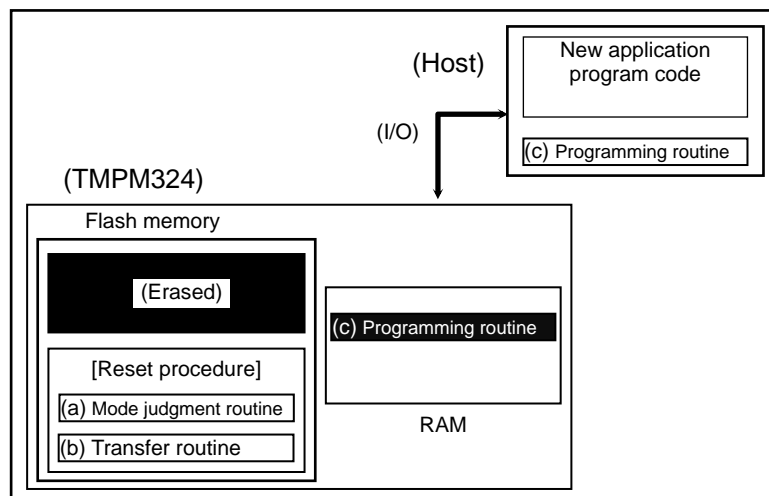 New application
program code
(Host)
(I/O)
(c) Programming routine
(TMPM324)
Flash memory
(Erased)
(c) Programming routine
[Reset procedure]
(a) Mode judgment routine
(b) Transfer routine
RAM